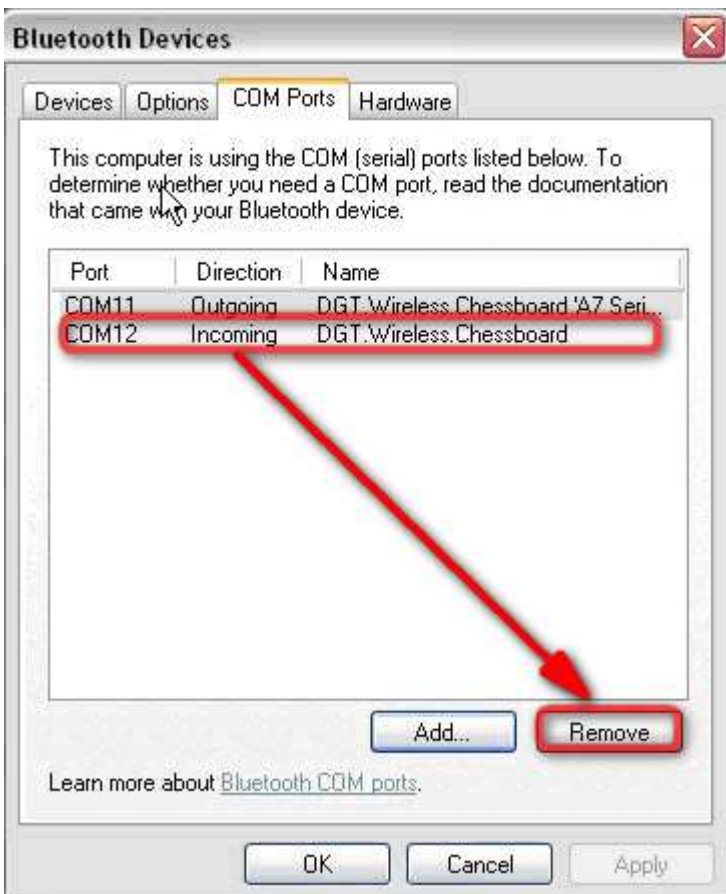 Bluetooth Devices
Devices Options COM Ports Hardware
This computer is using the COM (serial) ports listed below. To
determine whether you need a COM port, read the documentation
that came with your Bluetooth device.
Port Direction Name
COM11 Outgoing DGT.Wireless.Chessboard 'A7 Seri...
COM12 Incoming DGT.Wireless.Chessboard
Add... Remove
Learn more about Bluetooth COM ports.
OK Cancel Apply